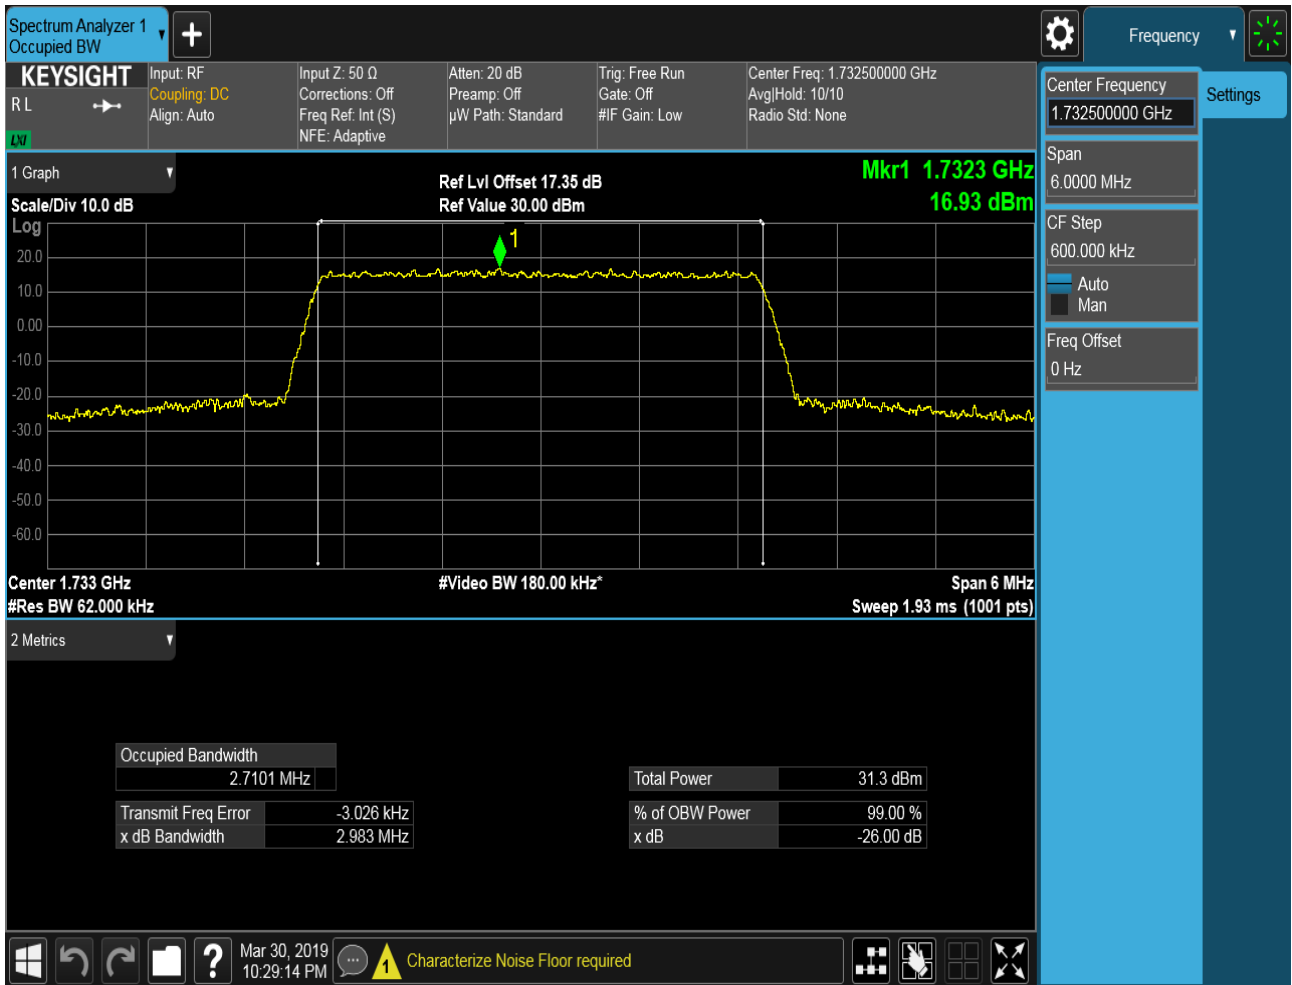 Spectrum Analyzer 1
Occupied BW
Frequency
KEYSIGHT
R L
LXI
Input: RF
Coupling: DC
Align: Auto
Input Z: 50 Ω
Corrections: Off
Freq Ref: Int (S)
NFE: Adaptive
Atten: 20 dB
Preamp: Off
µW Path: Standard
Trig: Free Run
Gate: Off
#IF Gain: Low
Center Freq: 1.732500000 GHz
Avg|Hold: 10/10
Radio Std: None
Center Frequency
1.732500000 GHz
Settings
Span
6.0000 MHz
CF Step
600.000 kHz
Auto
Man
Freq Offset
0 Hz
1 Graph
Scale/Div 10.0 dB
Ref Lvl Offset 17.35 dB
Ref Value 30.00 dBm
Mkr1 1.7323 GHz
16.93 dBm
Log
1
20.0
10.0
0.00
-10.0
-20.0
-30.0
-40.0
-50.0
-60.0
Center 1.733 GHz
#Video BW 180.00 kHz*
Span 6 MHz
#Res BW 62.000 kHz
Sweep 1.93 ms (1001 pts)
2 Metrics
Occupied Bandwidth
2.7101 MHz
Total Power 31.3 dBm
Transmit Freq Error -3.026 kHz
% of OBW Power 99.00 %
x dB Bandwidth 2.983 MHz
x dB -26.00 dB
?
Mar 30, 2019
10:29:14 PM
1
Characterize Noise Floor required